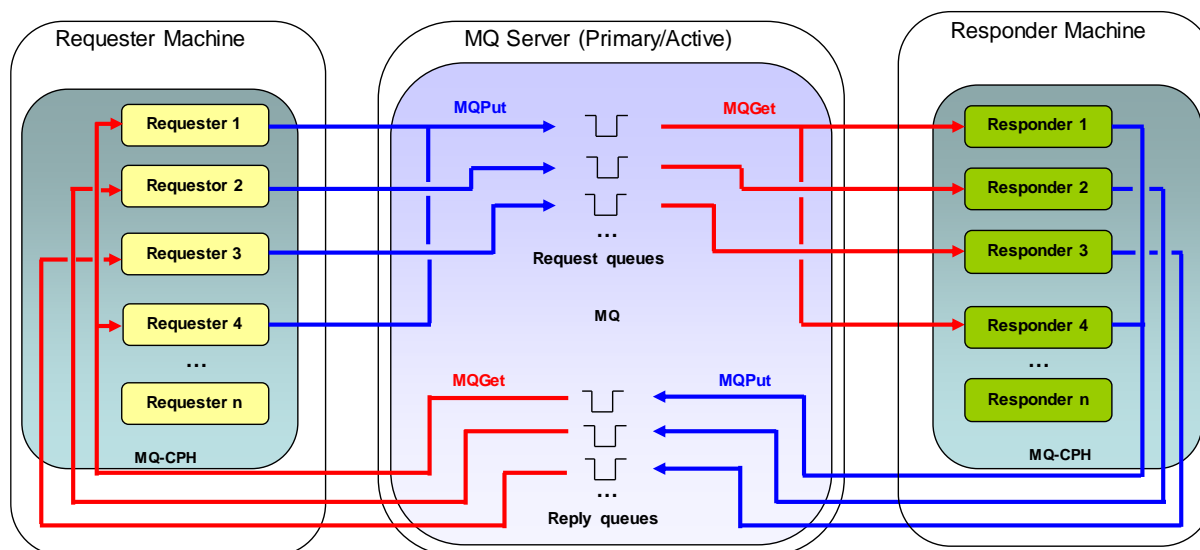 Requester Machine
MQ Server (Primary/Active)
Responder Machine
MQPut
MQGet
Requester 1
Responder 1
Requestor 2
Responder 2
Requester 3
...
Responder 3
Request queues
Requester 4
MQ
Responder 4
...
...
MQGet
MQPut
Requester n
Responder n
MQ-CPH
MQ-CPH
...
Reply queues